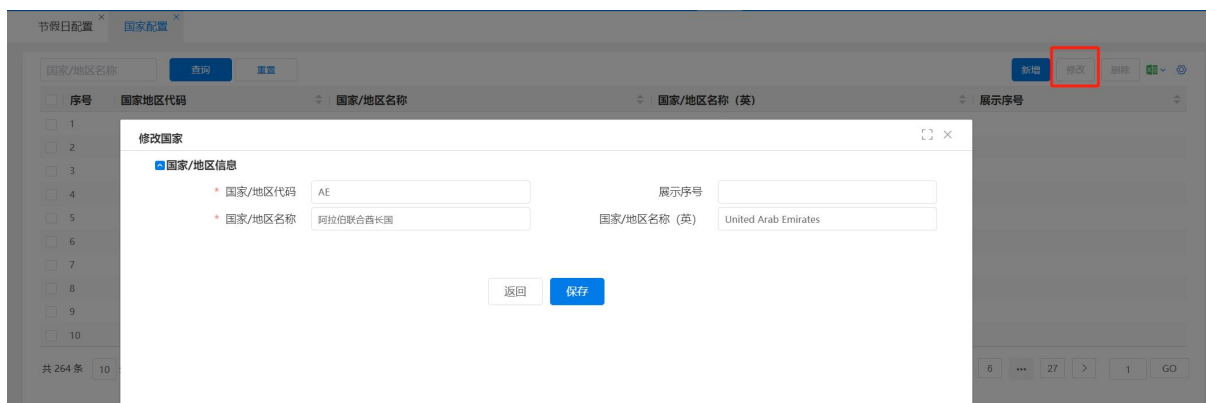 节假日配置 × 国家配置 ×
国家/地区名称 查询 重置 新增 修改 删除
序号 国家地区代码 国家/地区名称 国家/地区名称（英） 展示序号
1
修改国家
2
国家/地区信息
3
* 国家/地区代码 AE 展示序号
4
* 国家/地区名称 阿拉伯联合酋长国 国家/地区名称（英） United Arab Emirates
5
6
7
8
返回 保存
9
10
共 264 条 10 6 ••• 27 > 1 GO